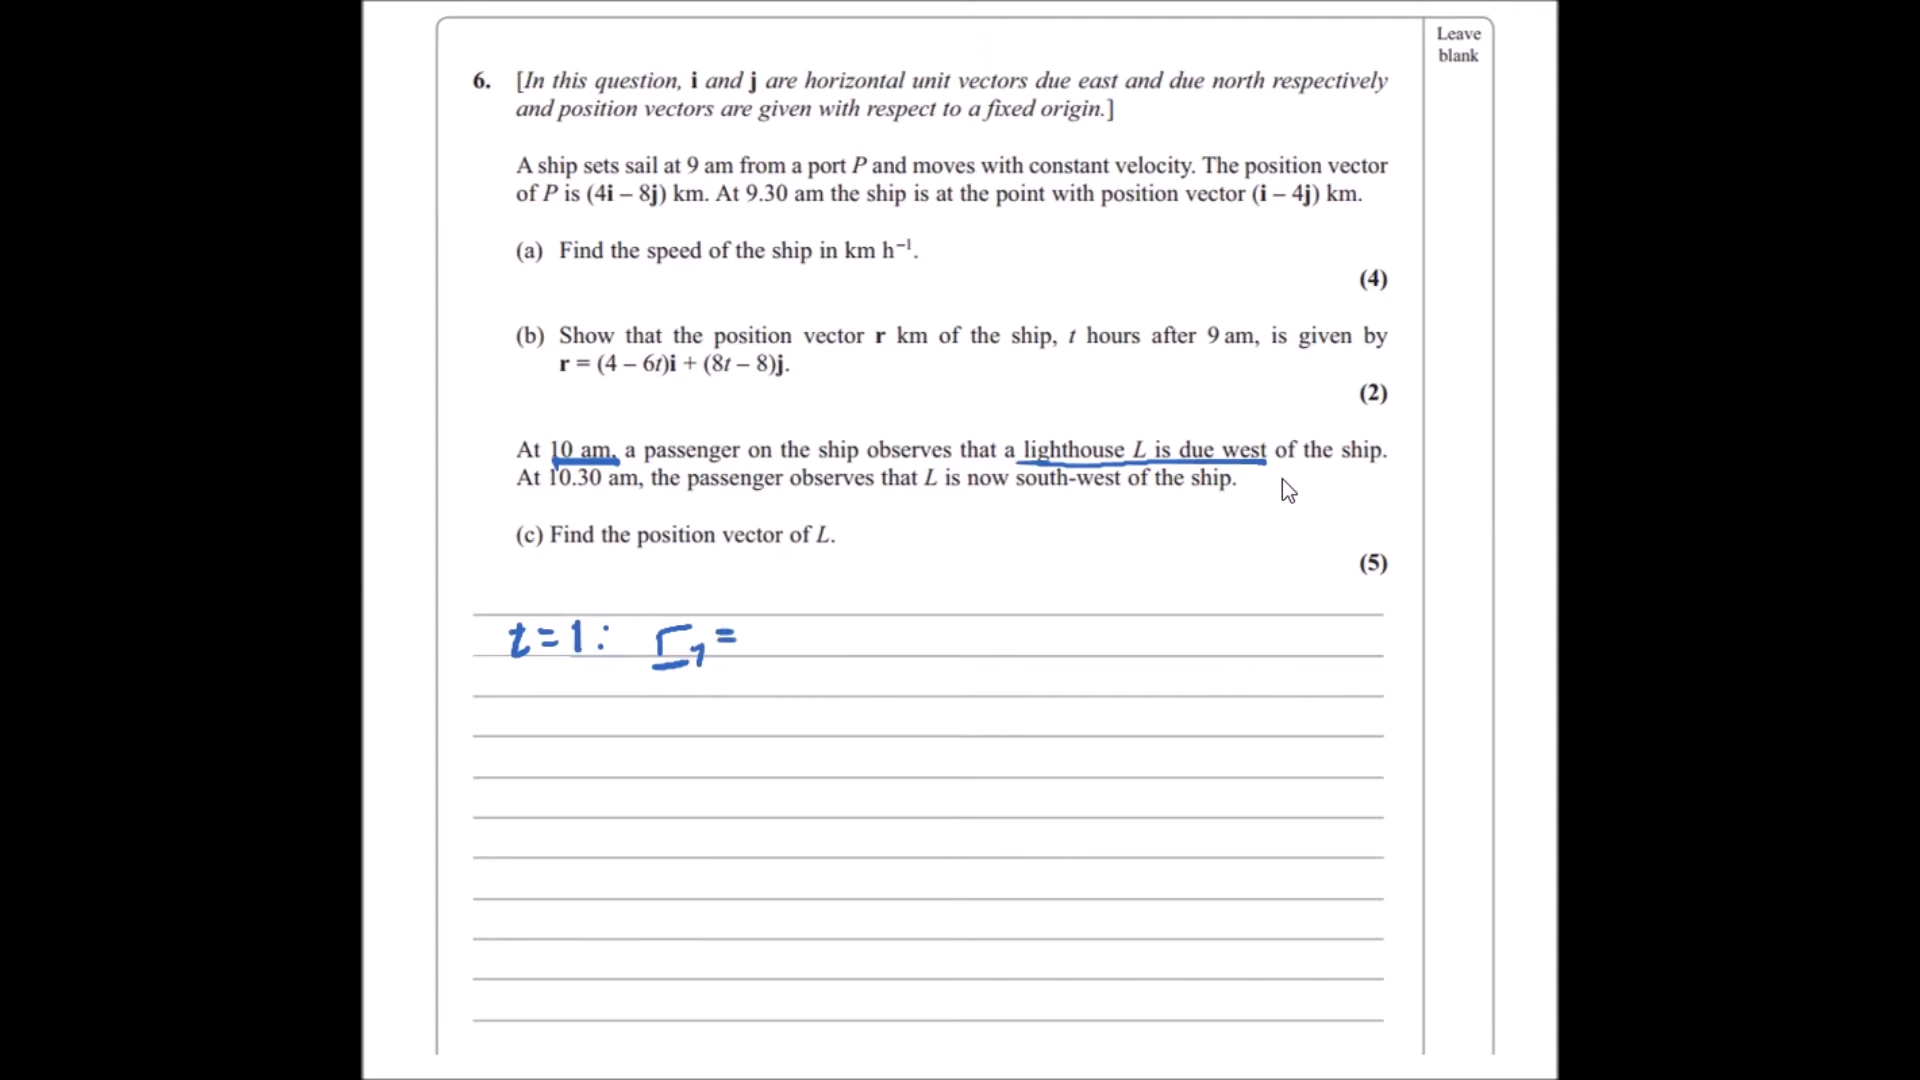 Leave
blank
6. [In this question, i and j are horizontal unit vectors due east and due north respectively
and position vectors are given with respect to a fixed origin.]
A ship sets sail at 9 am from a port P and moves with constant velocity. The position vector
of P is (4i – 8j) km. At 9.30 am the ship is at the point with position vector (i – 4j) km.
(a) Find the speed of the ship in km h⁻¹.
(4)
(b) Show that the position vector r km of the ship, t hours after 9 am, is given by
r = (4 – 6t)i + (8t – 8)j.
(2)
At 10 am, a passenger on the ship observes that a lighthouse L is due west of the ship.
At 10.30 am, the passenger observes that L is now south-west of the ship.
(c) Find the position vector of L.
(5)
t=1: r₁ =